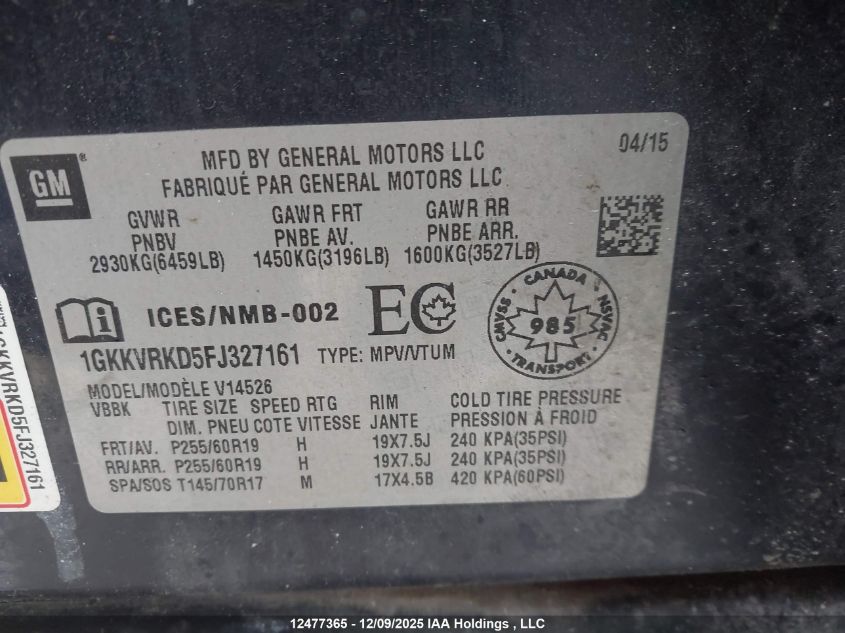 GM ®
MFD BY GENERAL MOTORS LLC
04/15
FABRIQUÉ PAR GENERAL MOTORS LLC
GVWR GAWR FRT GAWR RR
PNBV PNBE AV. PNBE ARR.
2930KG(6459LB) 1450KG(3196LB) 1600KG(3527LB)
ICES/NMB-002 EC
CANADA
CMVSS 985 NSVAC
TRANSPORT
1GKKVRKD5FJ327161 TYPE: MPV/VTUM
MODEL/MODÈLE V14526
VBBK TIRE SIZE SPEED RTG RIM COLD TIRE PRESSURE
DIM. PNEU COTE VITESSE JANTE PRESSION À FROID
FRT/AV. P255/60R19 H 19X7.5J 240 KPA(35PSI)
RR/ARR. P255/60R19 H 19X7.5J 240 KPA(35PSI)
SPA/SOS T145/70R17 M 17X4.5B 420 KPA(60PSI)
1GKKVRKD5FJ327161
12477365 - 12/09/2025 IAA Holdings , LLC